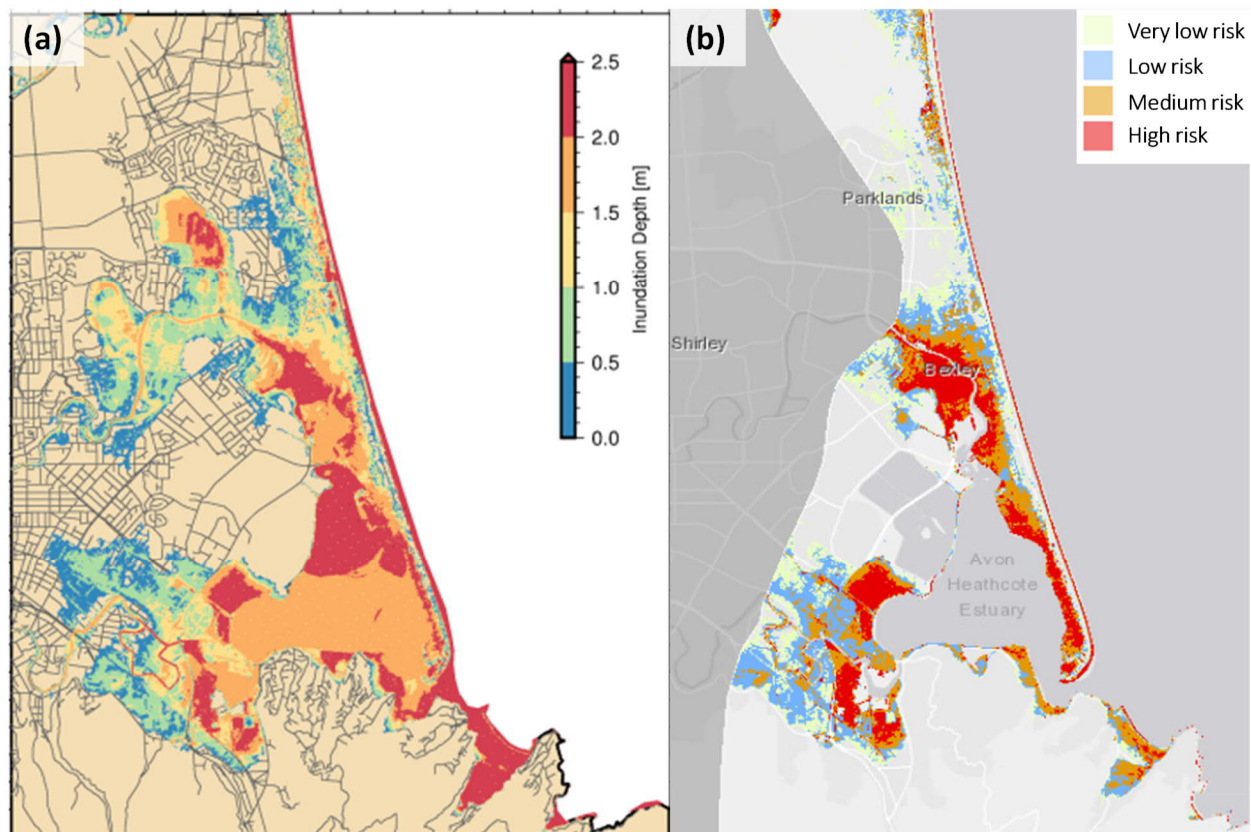 (a)
2.5
2.0
1.5
1.0
0.5
0.0
Inundation Depth [m]
(b)
Very low risk
Low risk
Medium risk
High risk
Parklands
Shirley
Bexley
Avon
Heathcote
Estuary